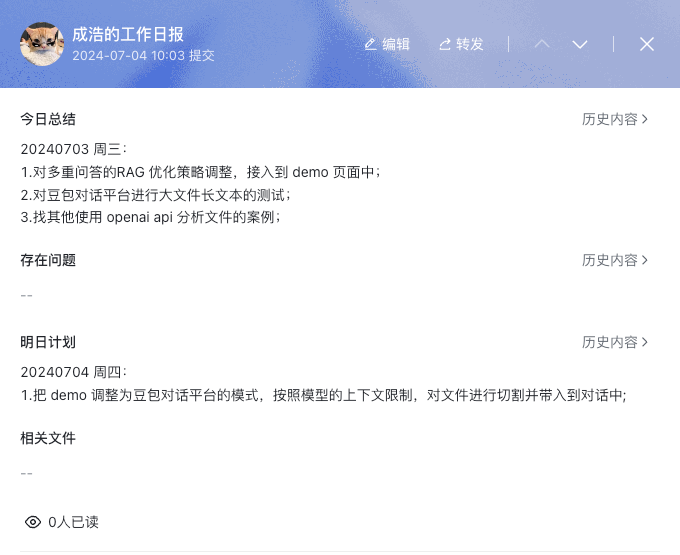 成浩的工作日报
2024-07-04 10:03 提交
编辑
转发
今日总结
历史内容
20240703 周三：
1.对多重问答的RAG 优化策略调整，接入到 demo 页面中；
2.对豆包对话平台进行大文件长文本的测试；
3.找其他使用 openai api 分析文件的案例；
存在问题
历史内容
--
明日计划
历史内容
20240704 周四：
1.把 demo 调整为豆包对话平台的模式，按照模型的上下文限制，对文件进行切割并带入到对话中;
相关文件
--
0人已读